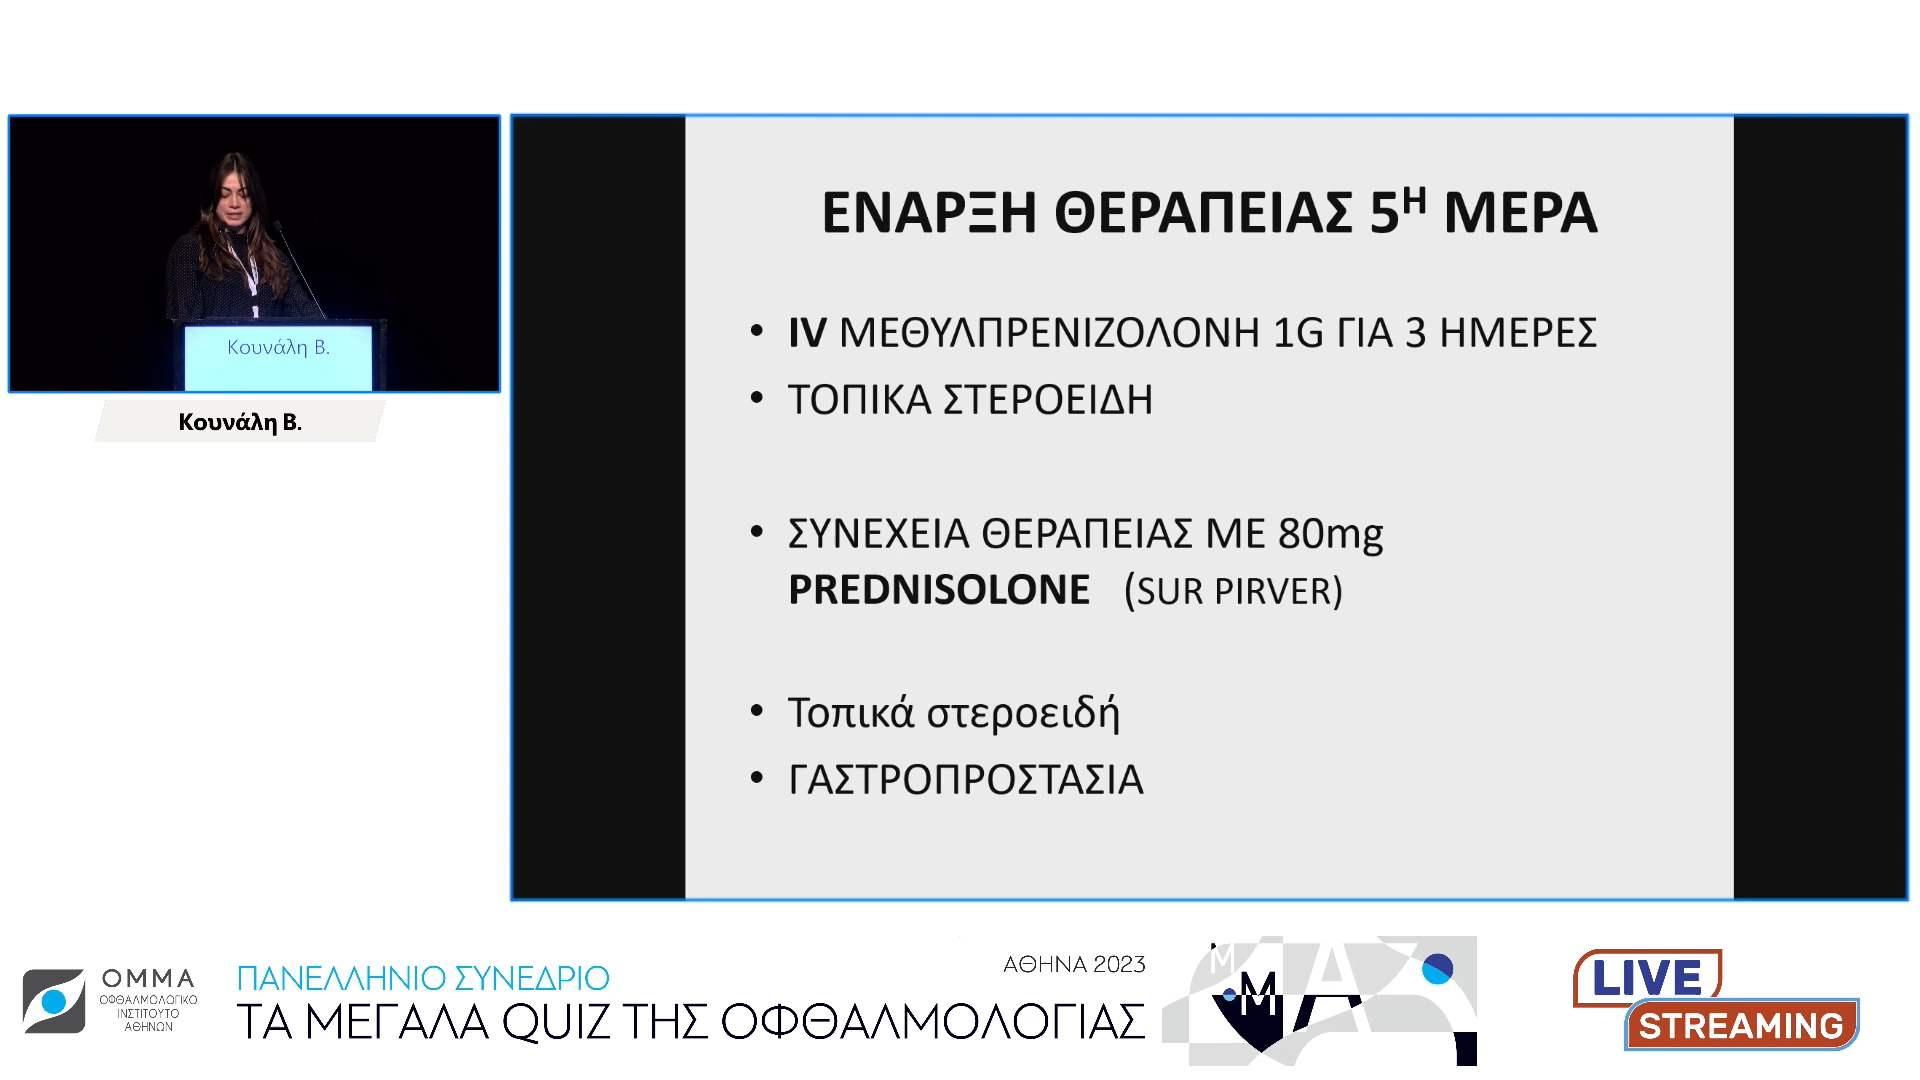 Κουνάλη Β.
Κουνάλη Β.
ΕΝΑΡΞΗ ΘΕΡΑΠΕΙΑΣ 5Η ΜΕΡΑ
• IV ΜΕΘΥΛΠΡΕΝΙΖΟΛΟΝΗ 1G ΓΙΑ 3 ΗΜΕΡΕΣ
• ΤΟΠΙΚΑ ΣΤΕΡΟΕΙΔΗ
• ΣΥΝΕΧΕΙΑ ΘΕΡΑΠΕΙΑΣ ΜΕ 80mg
PREDNISOLONE (SUR PIRVER)
• Τοπικά στεροειδή
• ΓΑΣΤΡΟΠΡΟΣΤΑΣΙΑ
ΟΜΜΑ
ΟΦΘΑΛΜΟΛΟΓΙΚΟ
ΙΝΣΤΙΤΟΥΤΟ
ΑΘΗΝΩΝ
ΠΑΝΕΛΛΗΝΙΟ ΣΥΝΕΔΡΙΟ
ΑΘΗΝΑ 2023
ΤΑ ΜΕΓΑΛΑ QUIZ ΤΗΣ ΟΦΘΑΛΜΟΛΟΓΙΑΣ
LIVE
STREAMING